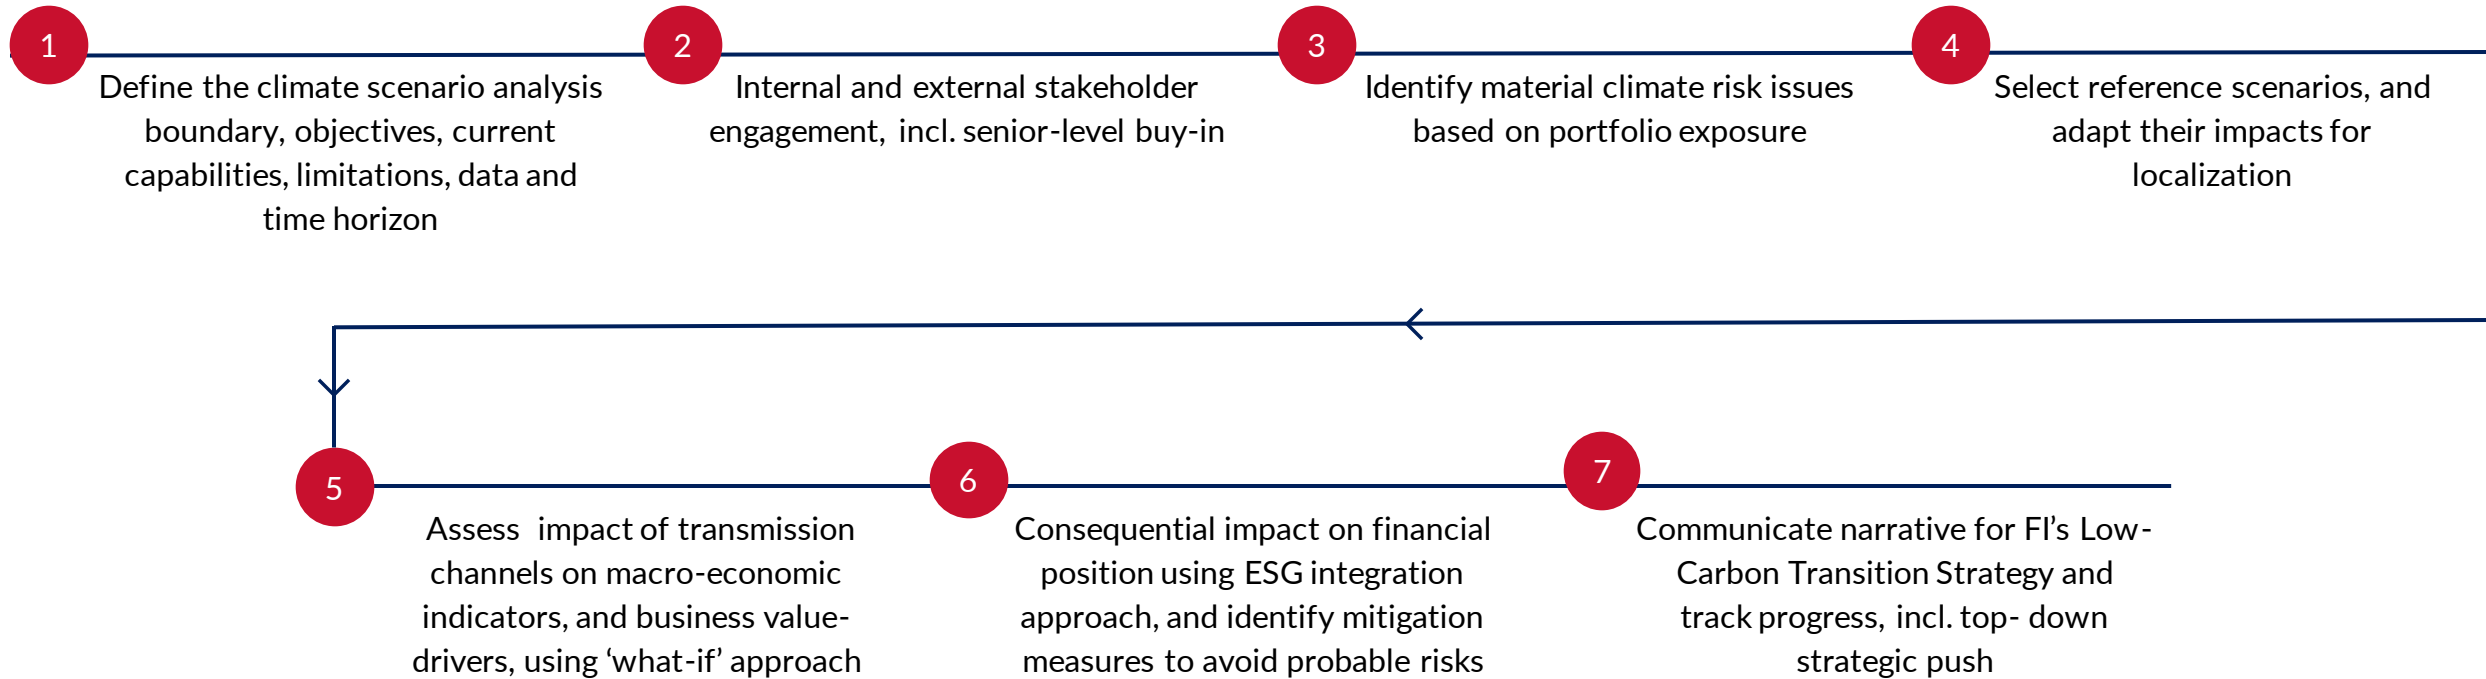 1
Define the climate scenario analysis
boundary, objectives, current
capabilities, limitations, data and
time horizon
2
Internal and external stakeholder
engagement, incl. senior-level buy-in
3
Identify material climate risk issues
based on portfolio exposure
4
Select reference scenarios, and
adapt their impacts for
localization
5
Assess impact of transmission
channels on macro-economic
indicators, and business value-
drivers, using ‘what-if’ approach
6
Consequential impact on financial
position using ESG integration
approach, and identify mitigation
measures to avoid probable risks
7
Communicate narrative for FI’s Low-
Carbon Transition Strategy and
track progress, incl. top- down
strategic push